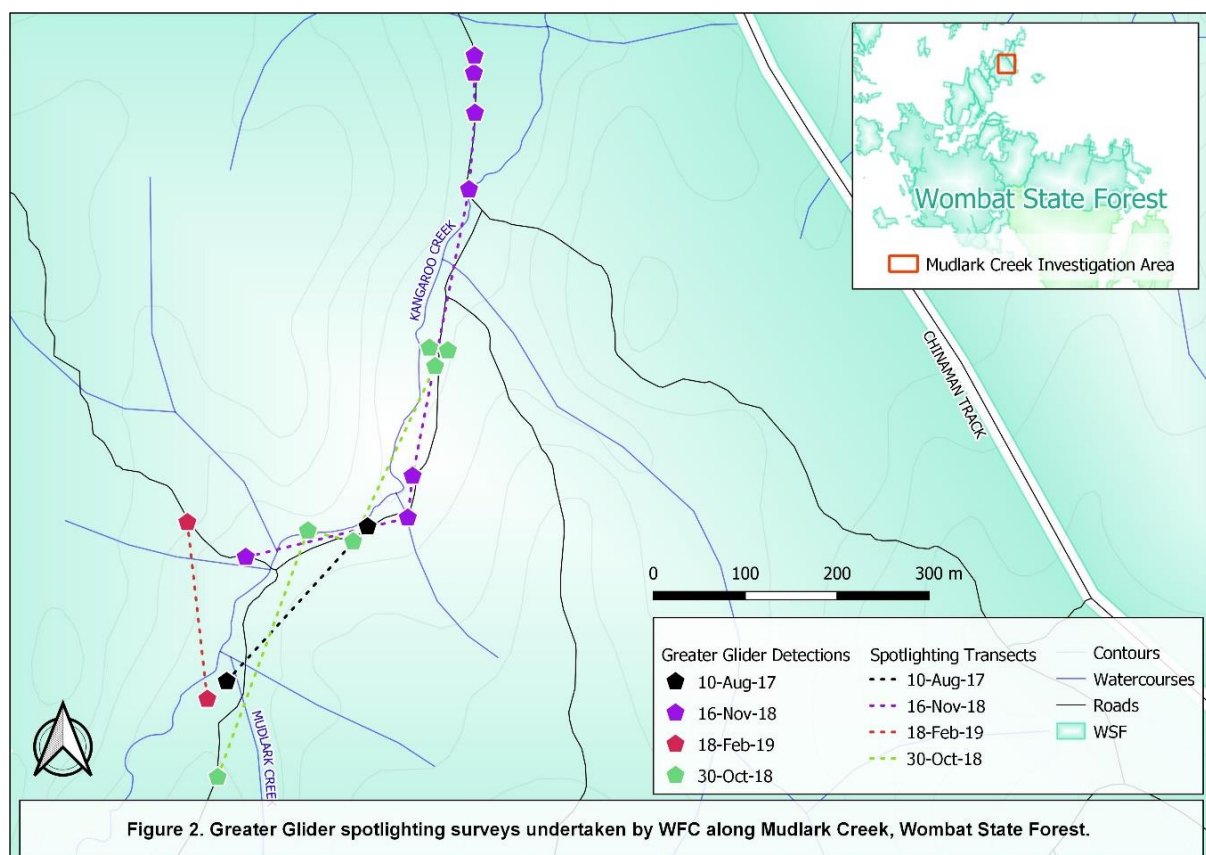 Wombat State Forest
Mudlark Creek Investigation Area
KANGAROO CREEK
CHINAMAN TRACK
MUDLARK CREEK
0 100 200 300 m
Greater Glider Detections
10-Aug-17
16-Nov-18
18-Feb-19
30-Oct-18
Spotlighting Transects
10-Aug-17
16-Nov-18
18-Feb-19
30-Oct-18
Contours
Watercourses
Roads
WSF
Figure 2. Greater Glider spotlighting surveys undertaken by WFC along Mudlark Creek, Wombat State Forest.